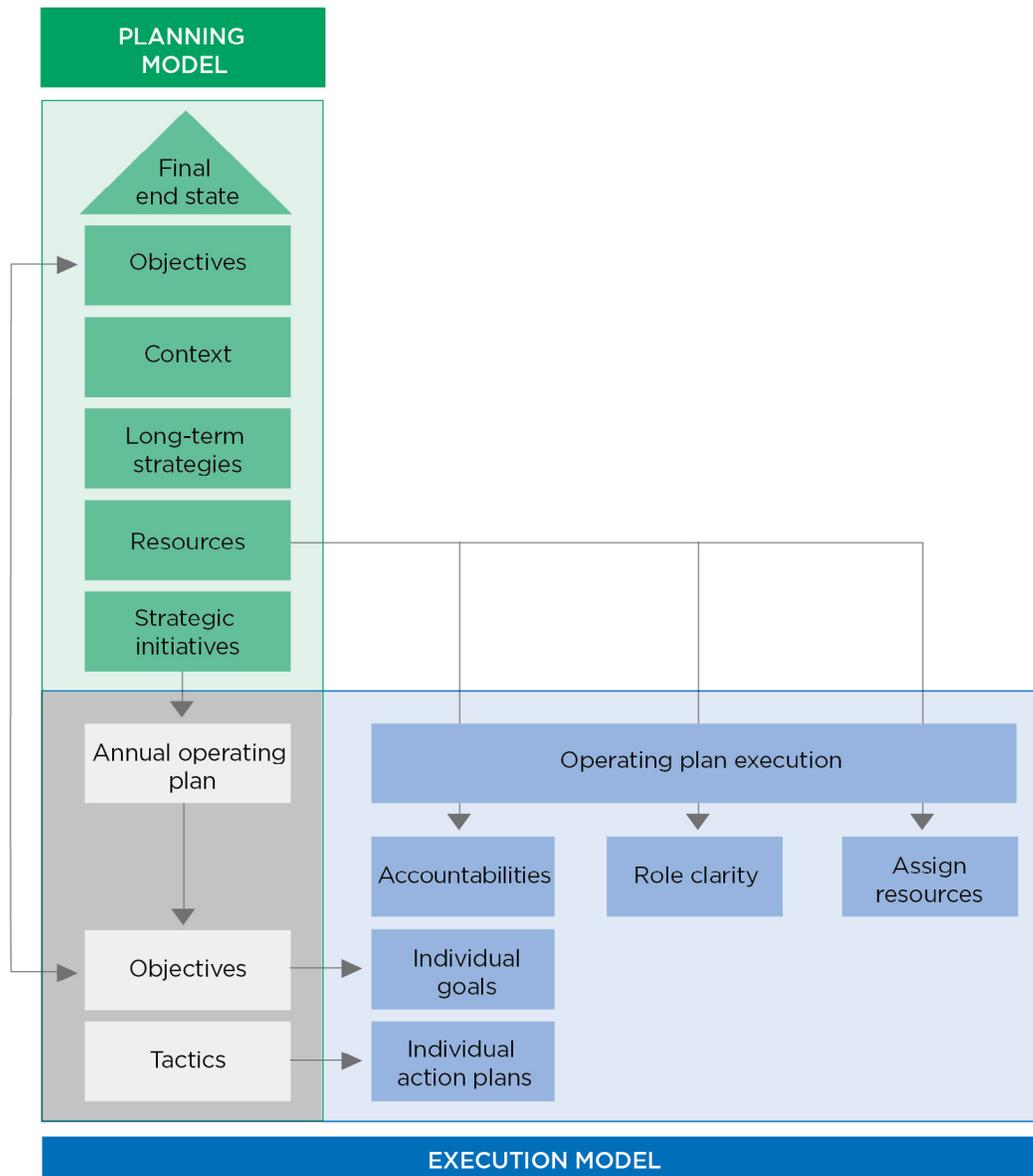 PLANNING
MODEL
Final
end state
Objectives
Context
Long-term
strategies
Resources
Strategic
initiatives
Annual operating
plan
Operating plan execution
Accountabilities
Role clarity
Assign
resources
Objectives
Individual
goals
Tactics
Individual
action plans
EXECUTION MODEL